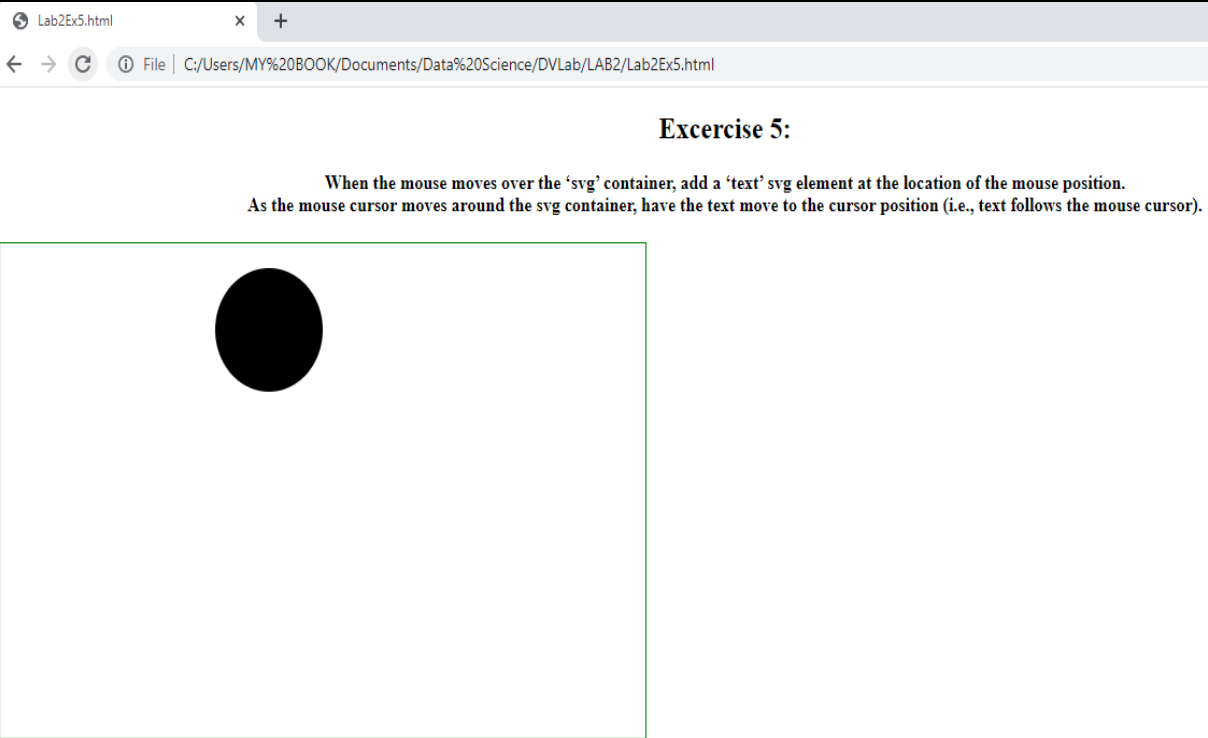 Lab2Ex5.html
File | C:/Users/MY%20BOOK/Documents/Data%20Science/DVLab/LAB2/Lab2Ex5.html
Excercise 5:
When the mouse moves over the ‘svg’ container, add a ‘text’ svg element at the location of the mouse position.
As the mouse cursor moves around the svg container, have the text move to the cursor position (i.e., text follows the mouse cursor).